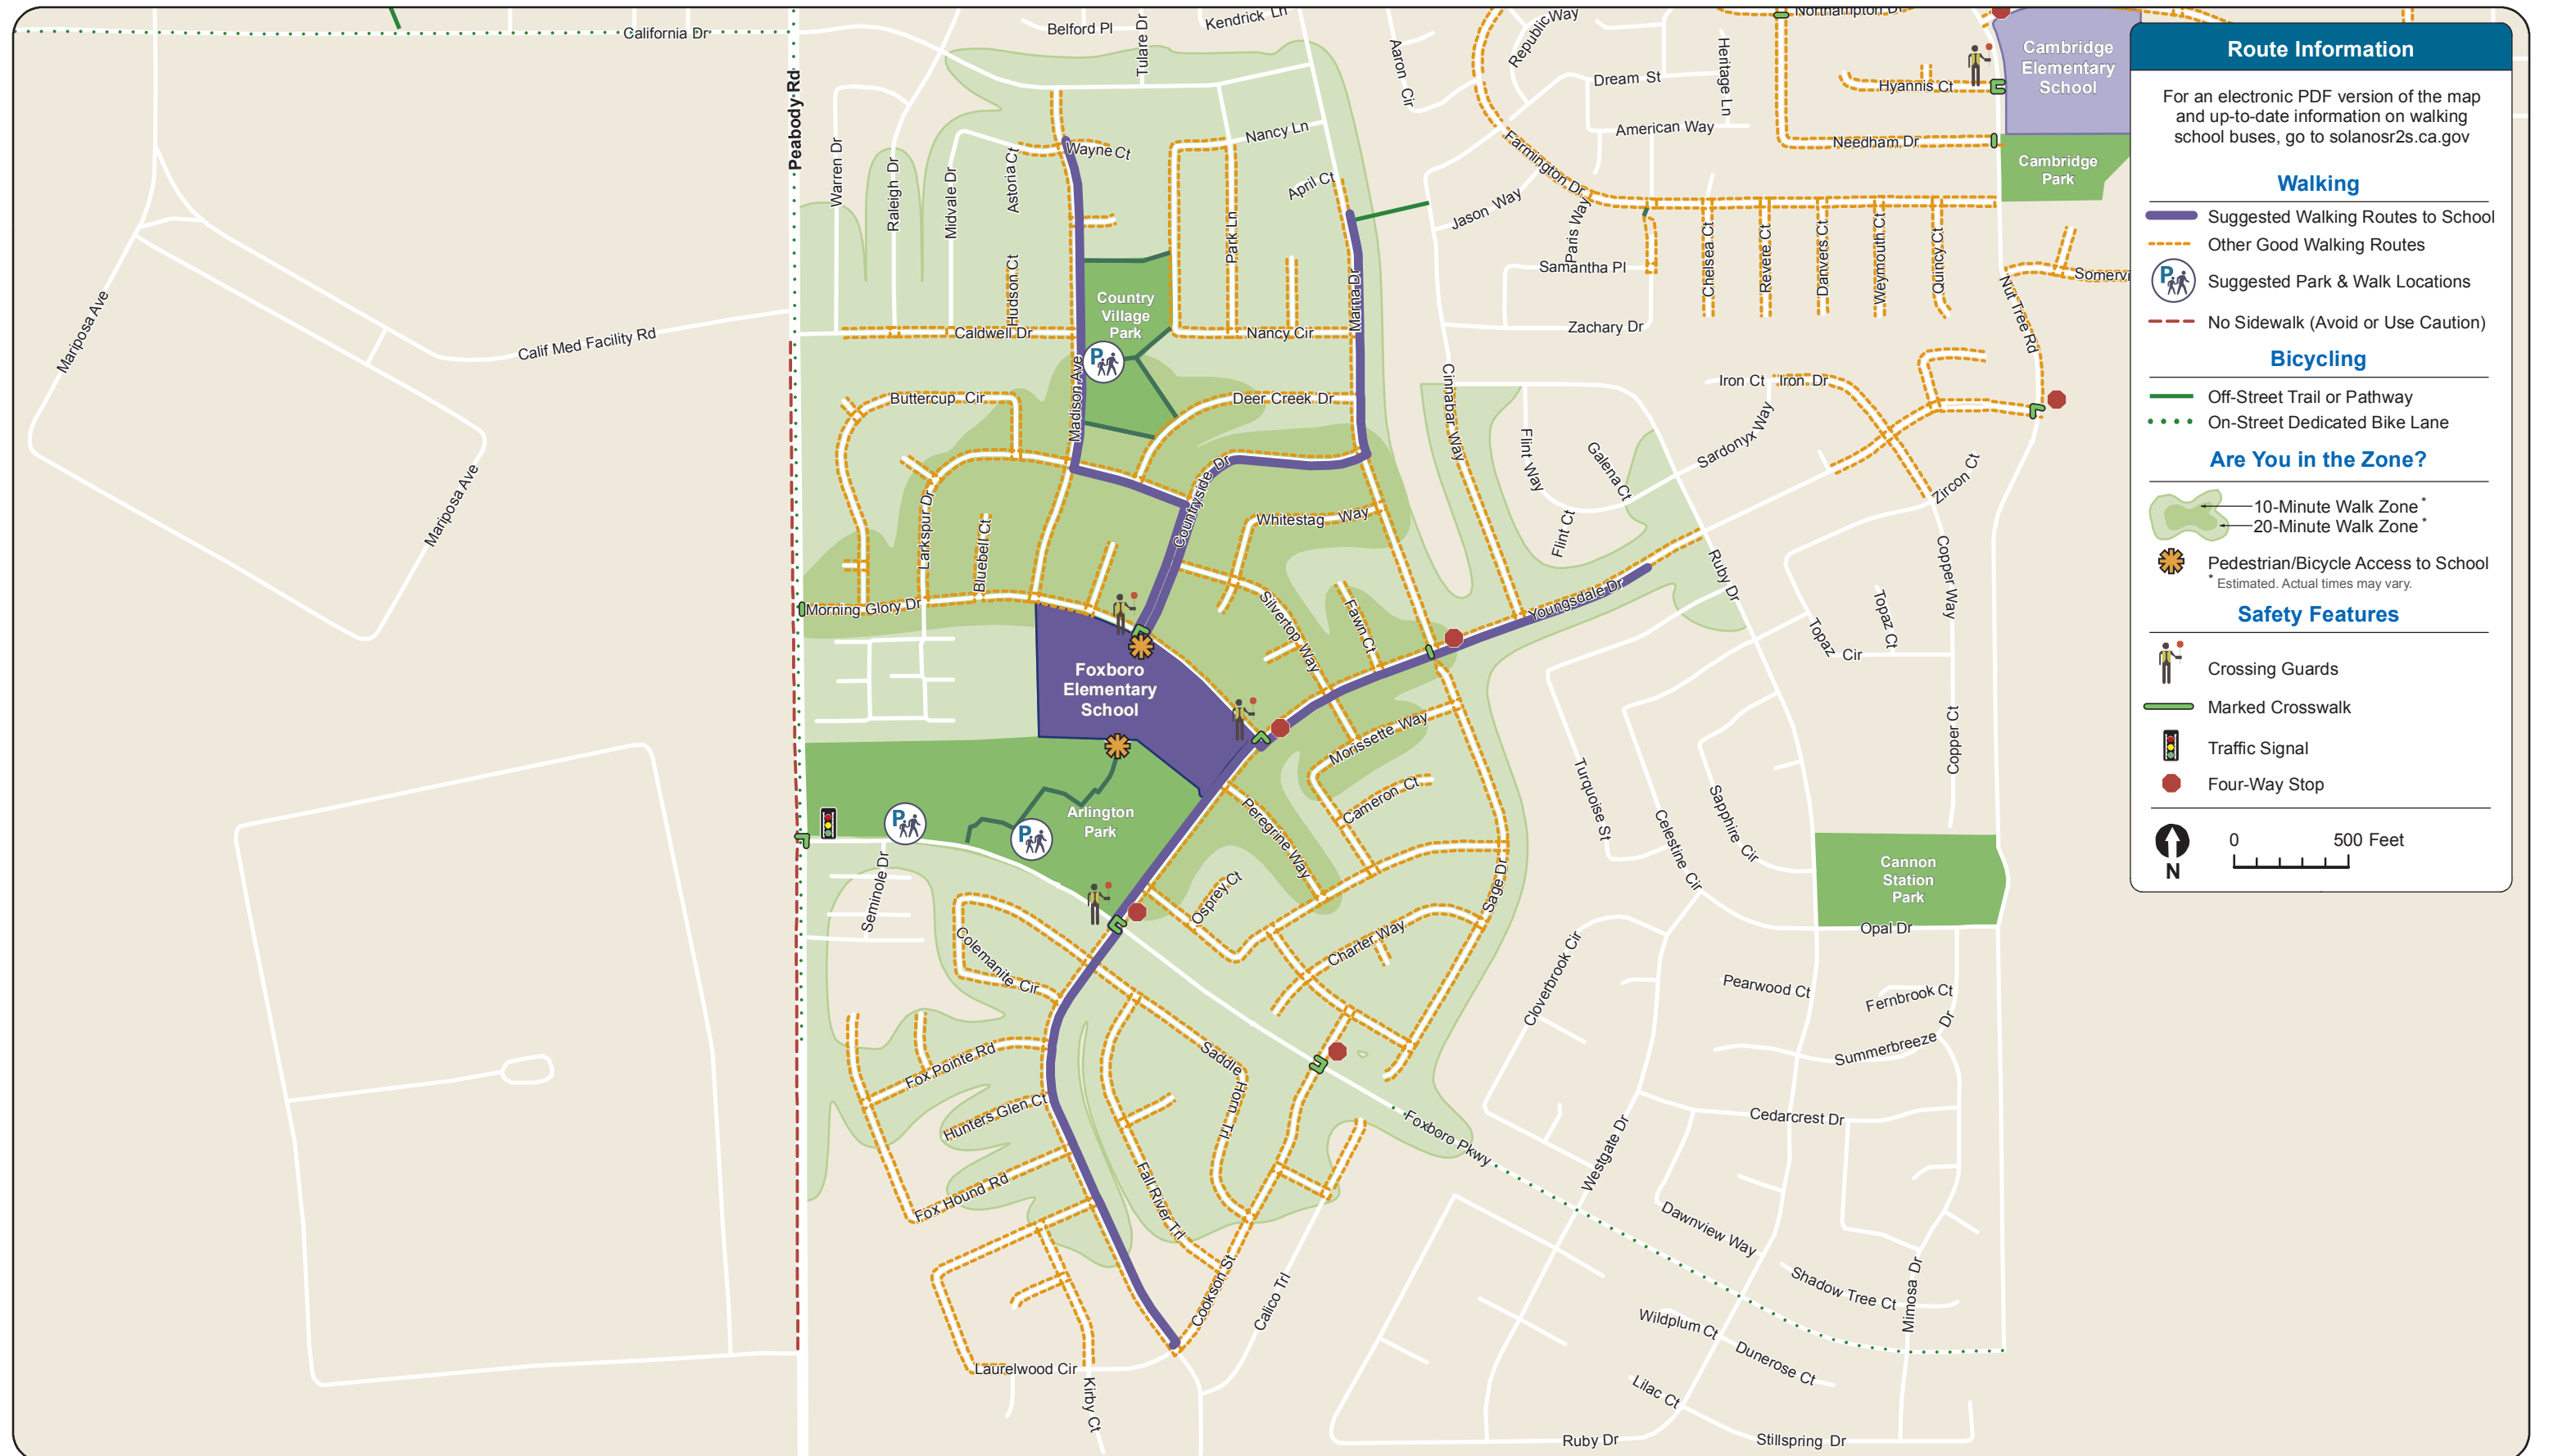 California Dr
Belford Pl
Tulare Dr
Kendrick Ln
Aaron Cir
Republic Way
Dream St
Heritage Ln
American Way
Northampton Dr
Hyannis Ct
Needham Dr
Cambridge
Elementary
School
Cambridge
Park
Peabody Rd
Warren Dr
Raleigh Dr
Midvale Dr
Astoria Ct
Wayne Ct
Nancy Ln
April Ct
Park Ln
Jason Way
Farmington Dr
Paris Way
Samantha Pl
Zachary Dr
Chelsea Ct
Revere Ct
Danvers Ct
Weymouth Ct
Quincy Ct
Nut Tree Rd
Somervi
Mariposa Ave
Calif Med Facility Rd
Hudson Ct
Caldwell Dr
Country
Village
Park
P
Nancy Cir
Marna Dr
Madison Ave
Buttercup Cir
Deer Creek Dr
Cinnabar Way
Flint Way
Galena Ct
Sardonyx Way
Iron Ct
Iron Dr
Zircon Ct
Mariposa Ave
Larkspur Dr
Bluebell Ct
Countryside Dr
Whitestag Way
Flint Ct
Ruby Dr
Copper Way
Morning Glory Dr
Silvertop Way
Fawn Ct
Youngsdale Dr
Topaz Cir
Topaz Ct
Foxboro
Elementary
School
Morissette Way
Cameron Ct
Copper Ct
Turquoise St
Celestine Cir
Sapphire Cir
Arlington
Park
P
P
Peregrine Way
Osprey Ct
Sage Dr
Seminole Dr
Cannon
Station
Park
Opal Dr
Colemanite Cir
Charter Way
Cloverbrook Cir
Pearwood Ct
Fernbrook Ct
Summerbreeze Dr
Fox Pointe Rd
Saddle Horn Trl
Hunters Glen Ct
Foxboro Pkwy
Westgate Dr
Cedarcrest Dr
Fox Hound Rd
Fall River Trl
Dawnview Way
Cookson St
Calico Trl
Shadow Tree Ct
Mimosa Dr
Wildplum Ct
Dunerose Ct
Laurelwood Cir
Kirby Ct
Lilac Ct
Ruby Dr
Stillspring Dr
Route Information
For an electronic PDF version of the map
and up-to-date information on walking
school buses, go to solanosr2s.ca.gov
Walking
Suggested Walking Routes to School
Other Good Walking Routes
P
Suggested Park & Walk Locations
No Sidewalk (Avoid or Use Caution)
Bicycling
Off-Street Trail or Pathway
On-Street Dedicated Bike Lane
Are You in the Zone?
10-Minute Walk Zone *
20-Minute Walk Zone *
Pedestrian/Bicycle Access to School
* Estimated. Actual times may vary.
Safety Features
Crossing Guards
Marked Crosswalk
Traffic Signal
Four-Way Stop
N
0 500 Feet